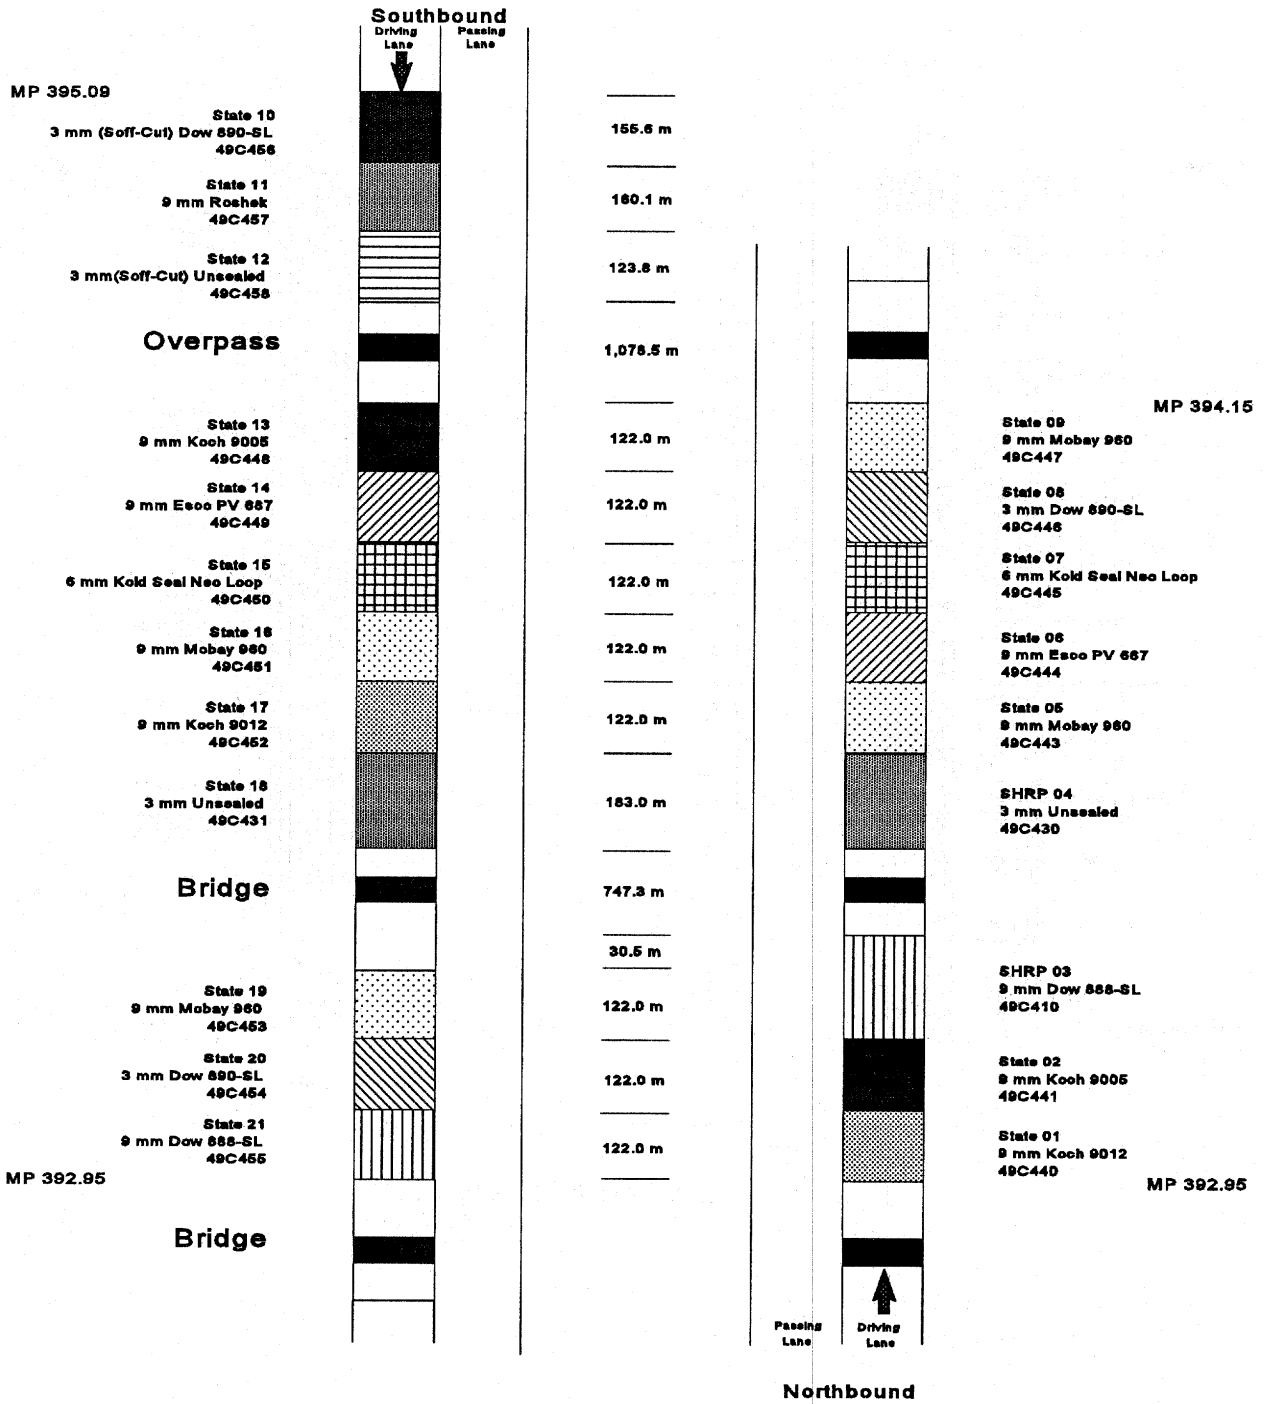 Southbound
Driving Lane
Passing Lane
MP 395.09
State 10
3 mm (Soff-Cut) Dow 890-SL
49C456
155.6 m
State 11
9 mm Roshek
49C457
160.1 m
State 12
3 mm(Soff-Cut) Unsealed
49C458
123.8 m
Overpass
1,078.5 m
State 13
9 mm Koch 9005
49C448
122.0 m
State 14
9 mm Esco PV 687
49C449
122.0 m
State 15
6 mm Kold Seal Neo Loop
49C450
122.0 m
State 16
9 mm Mobay 960
49C451
122.0 m
State 17
9 mm Koch 9012
49C452
122.0 m
State 18
3 mm Unsealed
49C431
183.0 m
Bridge
747.3 m
30.5 m
State 19
9 mm Mobay 960
49C453
122.0 m
State 20
3 mm Dow 890-SL
49C454
122.0 m
State 21
9 mm Dow 888-SL
49C455
122.0 m
MP 392.95
Bridge
MP 394.15
State 09
9 mm Mobay 960
49C447
State 08
3 mm Dow 890-SL
49C446
State 07
6 mm Kold Seal Neo Loop
49C445
State 06
9 mm Esco PV 687
49C444
State 05
9 mm Mobay 960
49C443
SHRP 04
3 mm Unsealed
49C430
SHRP 03
9 mm Dow 888-SL
49C410
State 02
9 mm Koch 9005
49C441
State 01
9 mm Koch 9012
49C440
MP 392.95
Passing Lane
Driving Lane
Northbound